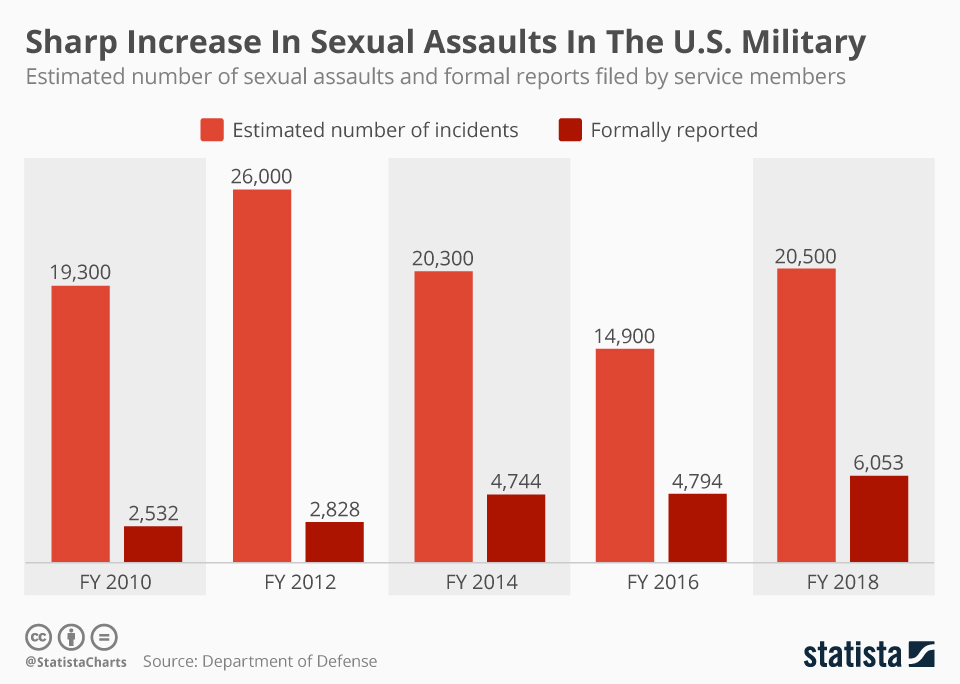 Sharp Increase In Sexual Assaults In The U.S. Military
Estimated number of sexual assaults and formal reports filed by service members
Estimated number of incidents
Formally reported
19,300
2,532
FY 2010
26,000
2,828
FY 2012
20,300
4,744
FY 2014
14,900
4,794
FY 2016
20,500
6,053
FY 2018
cc
@StatistaCharts
Source: Department of Defense
statista